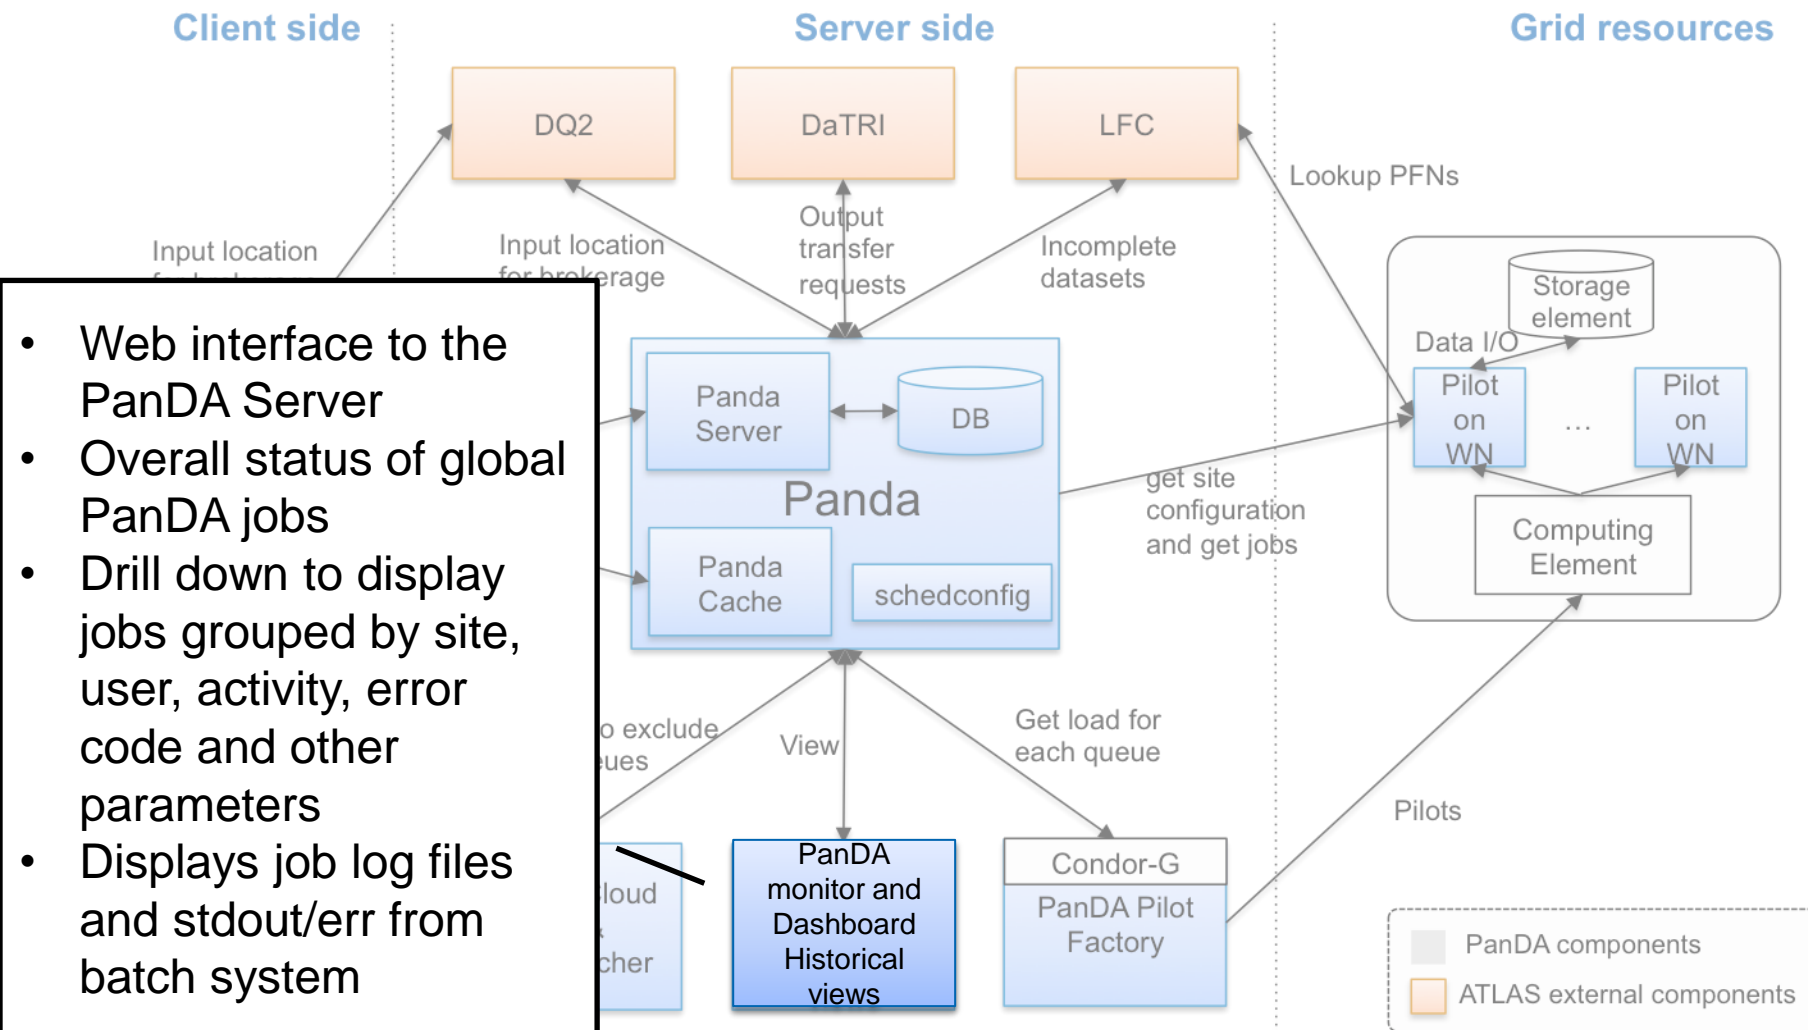 Client side
Server side
Grid resources
DQ2
DaTRI
LFC
Lookup PFNs
Input location
Input location
for brokerage
Output
transfer
requests
Incomplete
datasets
Storage
element
Data I/O
Pilot
on
WN
…
Pilot
on
WN
Computing
Element
• Web interface to the
PanDA Server
• Overall status of global
PanDA jobs
• Drill down to display
jobs grouped by site,
user, activity, error
code and other
parameters
• Displays job log files
and stdout/err from
batch system
Panda
Server
DB
Panda
Panda
Cache
schedconfig
get site
configuration
and get jobs
o exclude
eues
View
Get load for
each queue
Pilots
loud
cher
PanDA
monitor and
Dashboard
Historical
views
Condor-G
PanDA Pilot
Factory
PanDA components
ATLAS external components